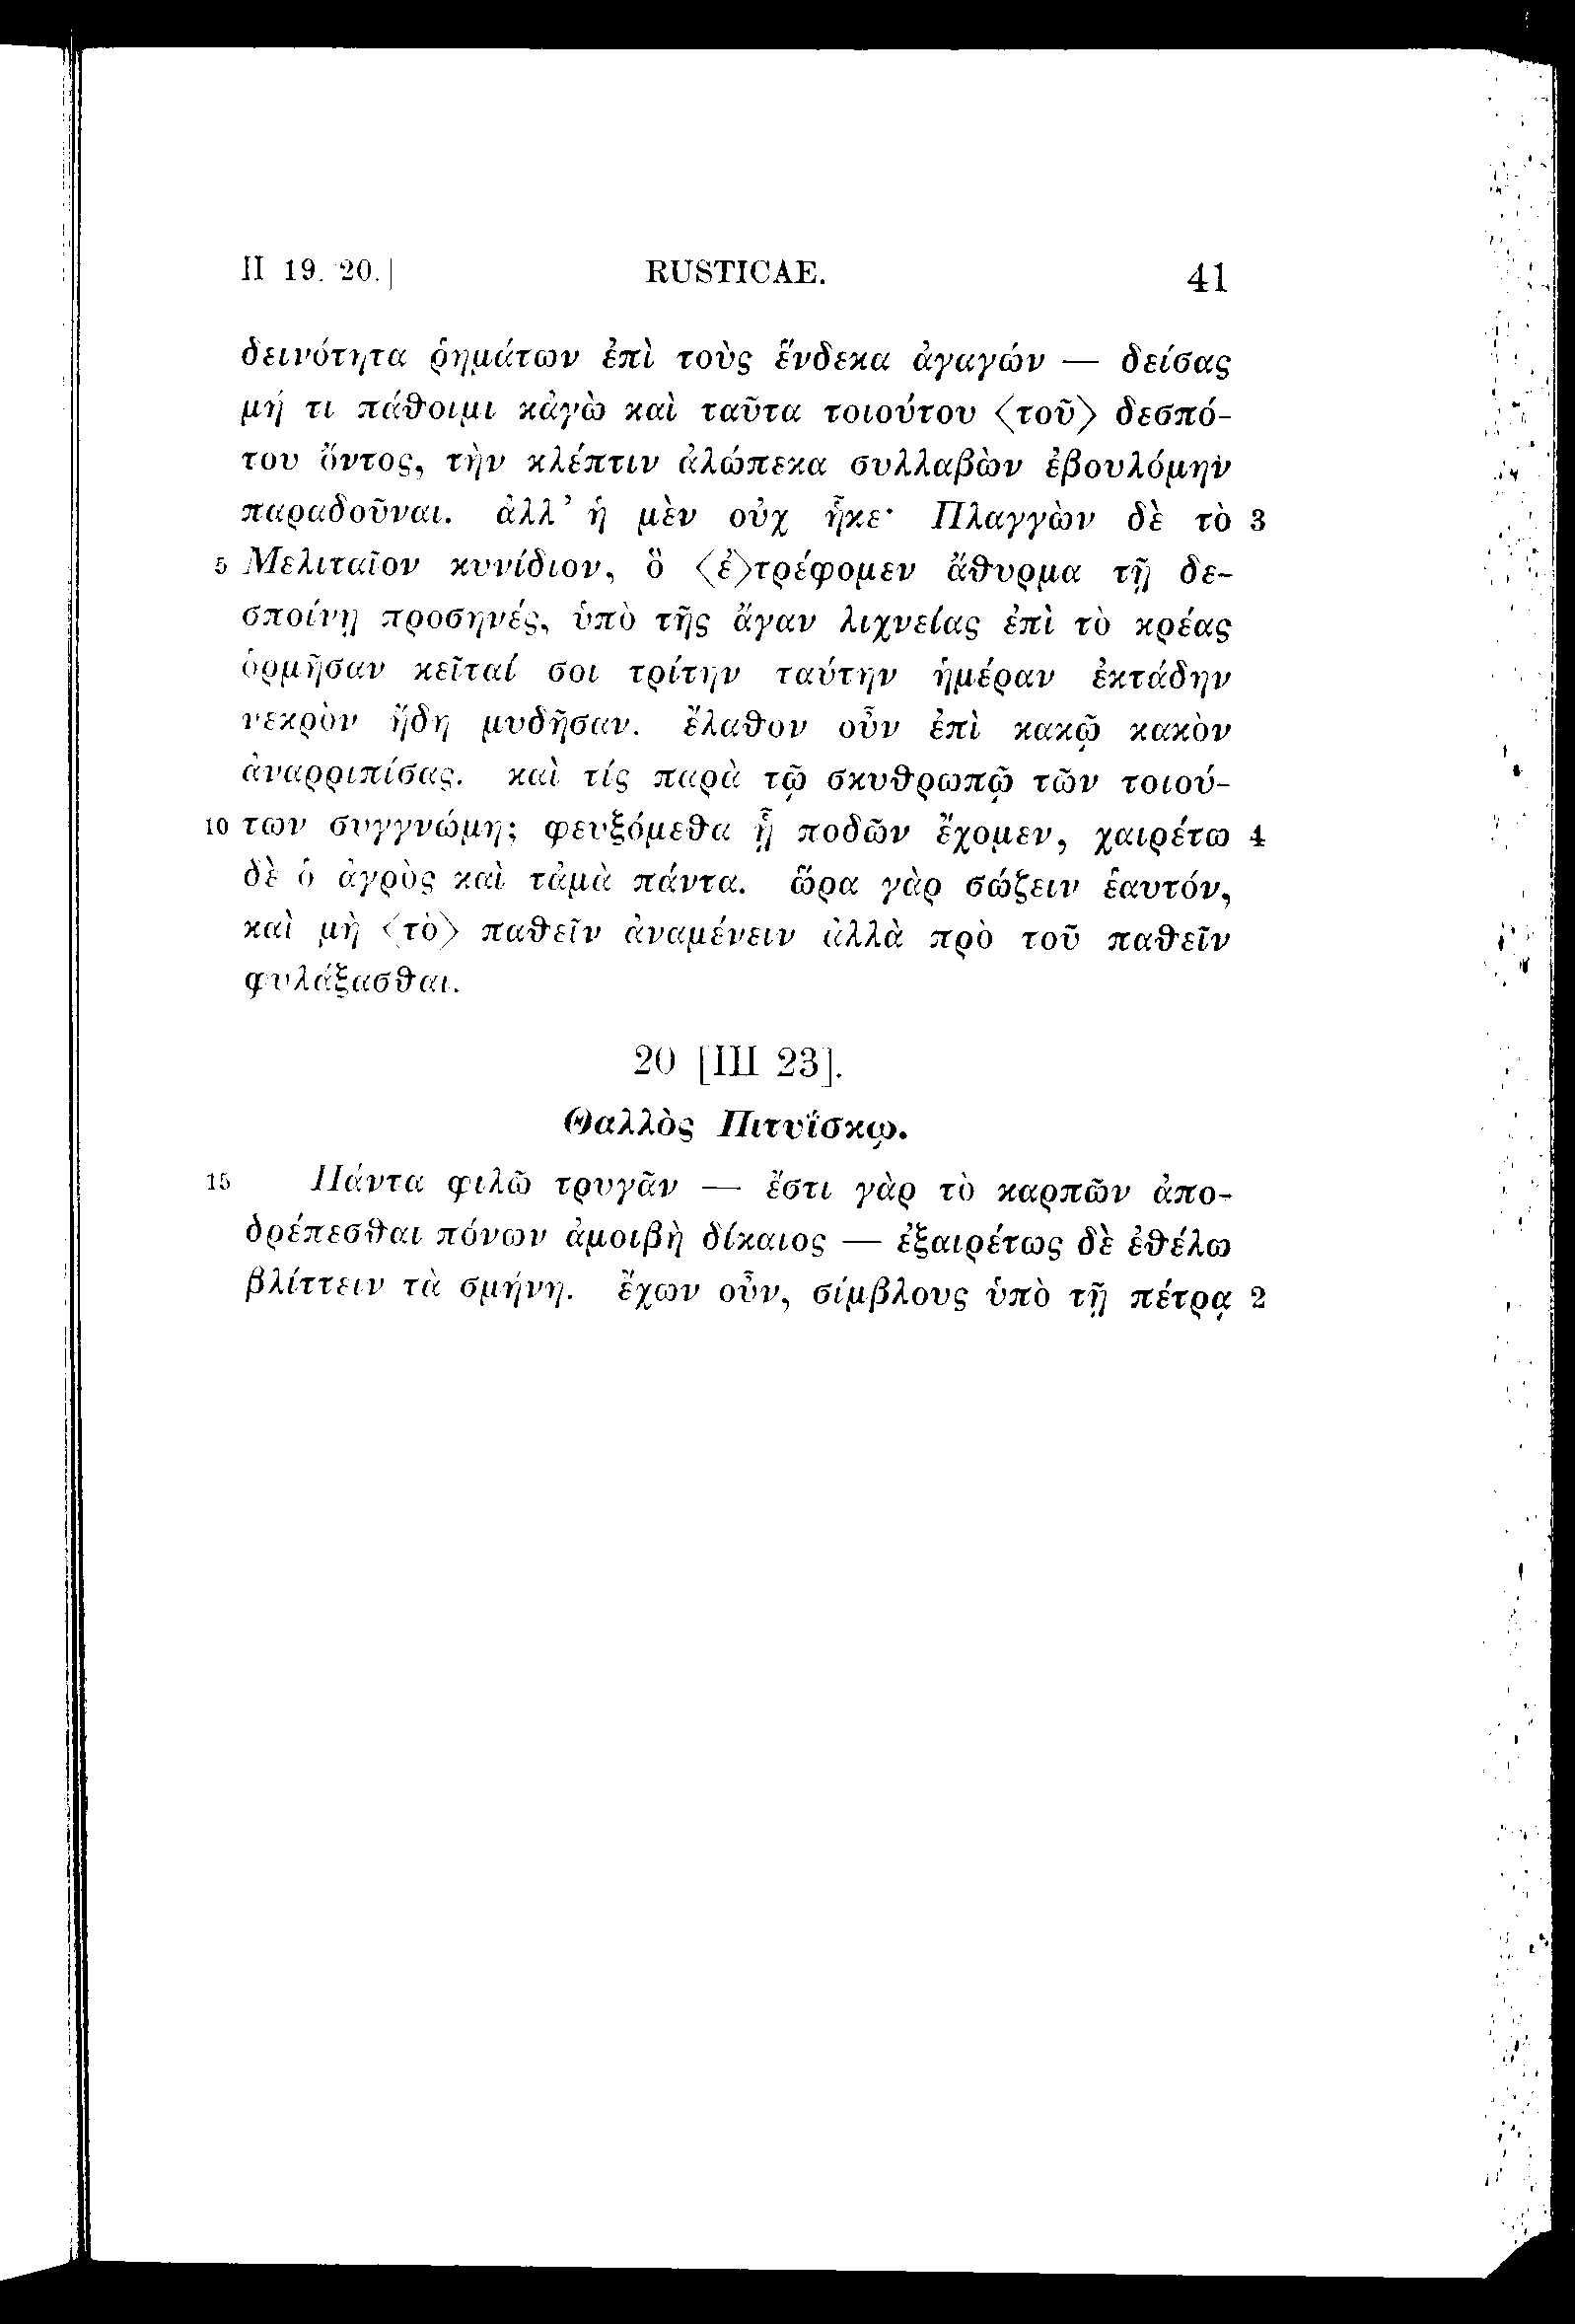 II 19. 20.] RUSTICAE. 41
δεινότητα ῥημάτων ἐπὶ τοὺς ἕνδεκα ἀγαγών — δείσας
μή τι πάθοιμι κἀγὼ καὶ ταῦτα τοιούτου <τοῦ> δεσπό-
του ὄντος, τὴν κλέπτιν ἀλώπεκα συλλαβὼν ἐβουλόμην
παραδοῦναι. ἀλλ’ ἡ μὲν οὐχ ἧκε· Πλαγγὼν δὲ τὸ 3
5 Μελιταῖον κυνίδιον, ὃ <ἐ>τρέφομεν ἄθυρμα τῇ δε-
σποίνῃ προσηνές, ὑπὸ τῆς ἄγαν λιχνείας ἐπὶ τὸ κρέας
ὁρμῆσαν κεῖταί σοι τρίτην ταύτην ἡμέραν ἐκτάδην
νεκρὸν ἤδη μυδῆσαν. ἔλαθον οὖν ἐπὶ κακῷ κακὸν
ἀναρριπίσας. καὶ τίς παρὰ τῷ σκυθρωπῷ τῶν τοιού-
10 των συγγνώμη; φευξόμεθα ᾗ ποδῶν ἔχομεν, χαιρέτω 4
δὲ ὁ ἀγρὸς καὶ τἀμὰ πάντα. ὥρα γὰρ σώζειν ἑαυτόν,
καὶ μὴ <τὸ> παθεῖν ἀναμένειν ἀλλὰ πρὸ τοῦ παθεῖν
φυλάξασθαι.
20 [III 23].
Θαλλὸς Πιτυΐσκῳ.
15 Πάντα φιλῶ τρυγᾶν — ἔστι γὰρ τὸ καρπῶν ἀπο-
δρέπεσθαι πόνων ἀμοιβὴ δίκαιος — ἐξαιρέτως δὲ ἐθέλω
βλίττειν τὰ σμήνη. ἔχων οὖν, σίμβλους ὑπὸ τῇ πέτρᾳ 2